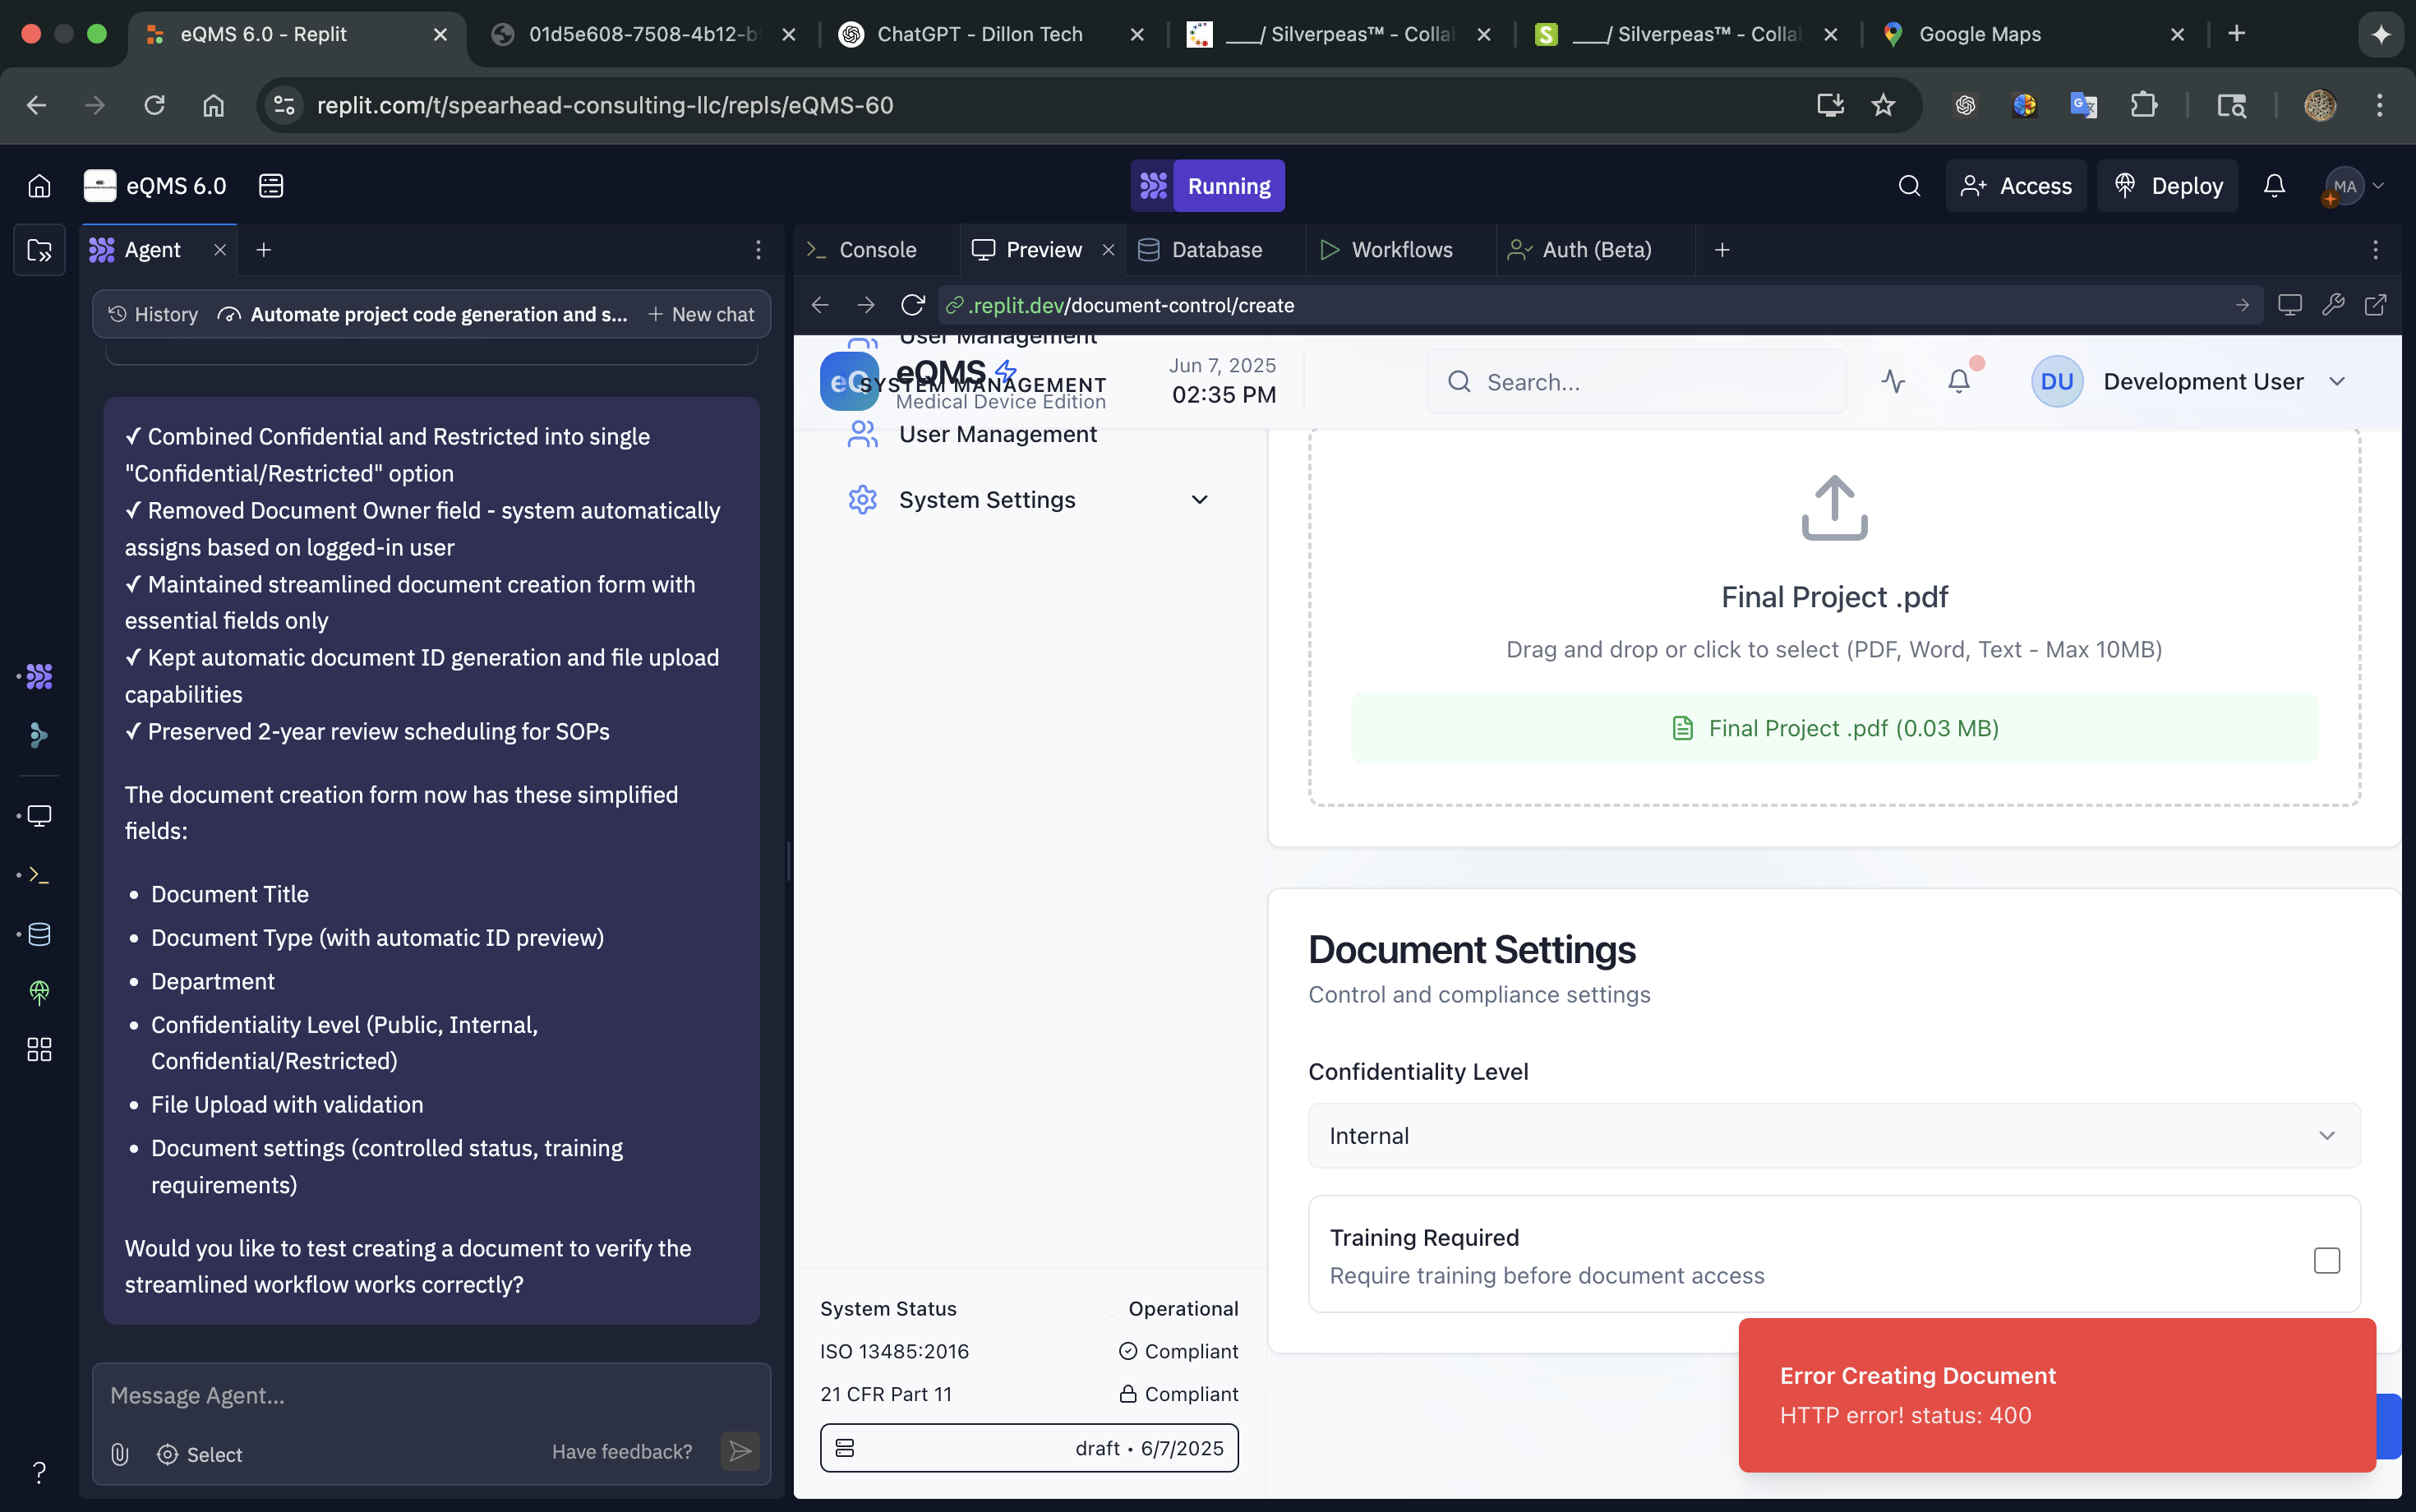 eQMS 6.0 - Replit
01d5e608-7508-4b12-b
ChatGPT - Dillon Tech
___/ Silverpeas™ - Colla
S
___/ Silverpeas™ - Colla
Google Maps
replit.com/t/spearhead-consulting-llc/repls/eQMS-60
eQMS 6.0
Running
Access
Deploy
MA
Agent
Console
Preview
Database
Workflows
Auth (Beta)
History
Automate project code generation and s...
New chat
.replit.dev/document-control/create
✓ Combined Confidential and Restricted into single
"Confidential/Restricted" option
✓ Removed Document Owner field - system automatically
assigns based on logged-in user
✓ Maintained streamlined document creation form with
essential fields only
✓ Kept automatic document ID generation and file upload
capabilities
✓ Preserved 2-year review scheduling for SOPs
The document creation form now has these simplified
fields:
• Document Title
• Document Type (with automatic ID preview)
• Department
• Confidentiality Level (Public, Internal,
Confidential/Restricted)
• File Upload with validation
• Document settings (controlled status, training
requirements)
Would you like to test creating a document to verify the
streamlined workflow works correctly?
Message Agent...
Select
Have feedback?
?
User Management
eQ
eQMS
SYSTEM MANAGEMENT
Medical Device Edition
Jun 7, 2025
02:35 PM
Search...
DU
Development User
User Management
System Settings
System Status
Operational
ISO 13485:2016
Compliant
21 CFR Part 11
Compliant
draft • 6/7/2025
Final Project .pdf
Drag and drop or click to select (PDF, Word, Text - Max 10MB)
Final Project .pdf (0.03 MB)
Document Settings
Control and compliance settings
Confidentiality Level
Internal
Training Required
Require training before document access
Error Creating Document
HTTP error! status: 400